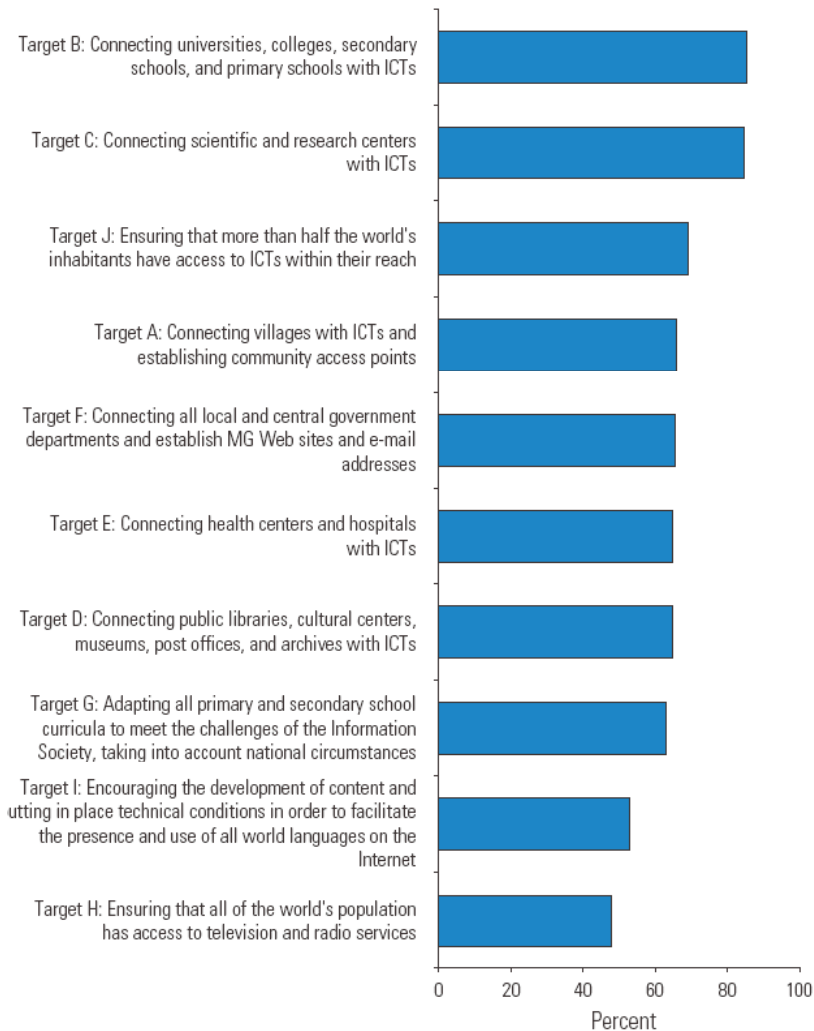 Target B: Connecting universities, colleges, secondary
schools, and primary schools with ICTs
Target C: Connecting scientific and research centers
with ICTs
Target J: Ensuring that more than half the world's
inhabitants have access to ICTs within their reach
Target A: Connecting villages with ICTs and
establishing community access points
Target F: Connecting all local and central government
departments and establish MG Web sites and e-mail
addresses
Target E: Connecting health centers and hospitals
with ICTs
Target D: Connecting public libraries, cultural centers,
museums, post offices, and archives with ICTs
Target G: Adapting all primary and secondary school
curricula to meet the challenges of the Information
Society, taking into account national circumstances
Target I: Encouraging the development of content and
utting in place technical conditions in order to facilitate
the presence and use of all world languages on the
Internet
Target H: Ensuring that all of the world's population
has access to television and radio services
0 20 40 60 80 100
Percent